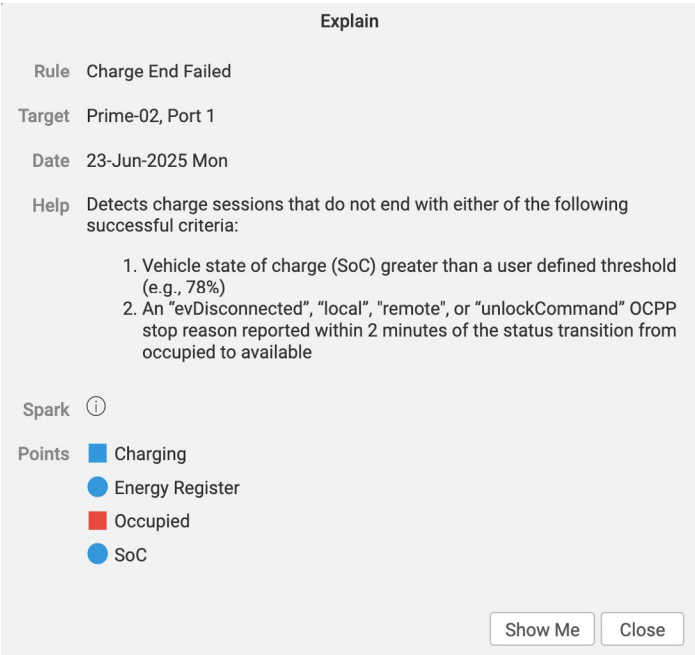 Explain
Rule Charge End Failed
Target Prime-02, Port 1
Date 23-Jun-2025 Mon
Help Detects charge sessions that do not end with either of the following
successful criteria:
1. Vehicle state of charge (SoC) greater than a user defined threshold
(e.g., 78%)
2. An “evDisconnected”, “local”, "remote", or “unlockCommand” OCPP
stop reason reported within 2 minutes of the status transition from
occupied to available
Spark
Points Charging
Energy Register
Occupied
SoC
Show Me Close